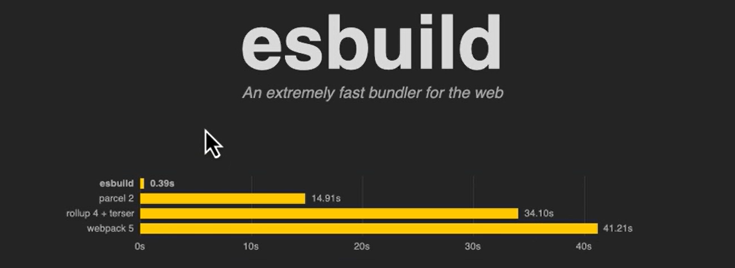 esbuild
An extremely fast bundler for the web
esbuild 0.39s
parcel 2 14.91s
rollup 4 + terser 34.10s
webpack 5 41.21s
0s 10s 20s 30s 40s